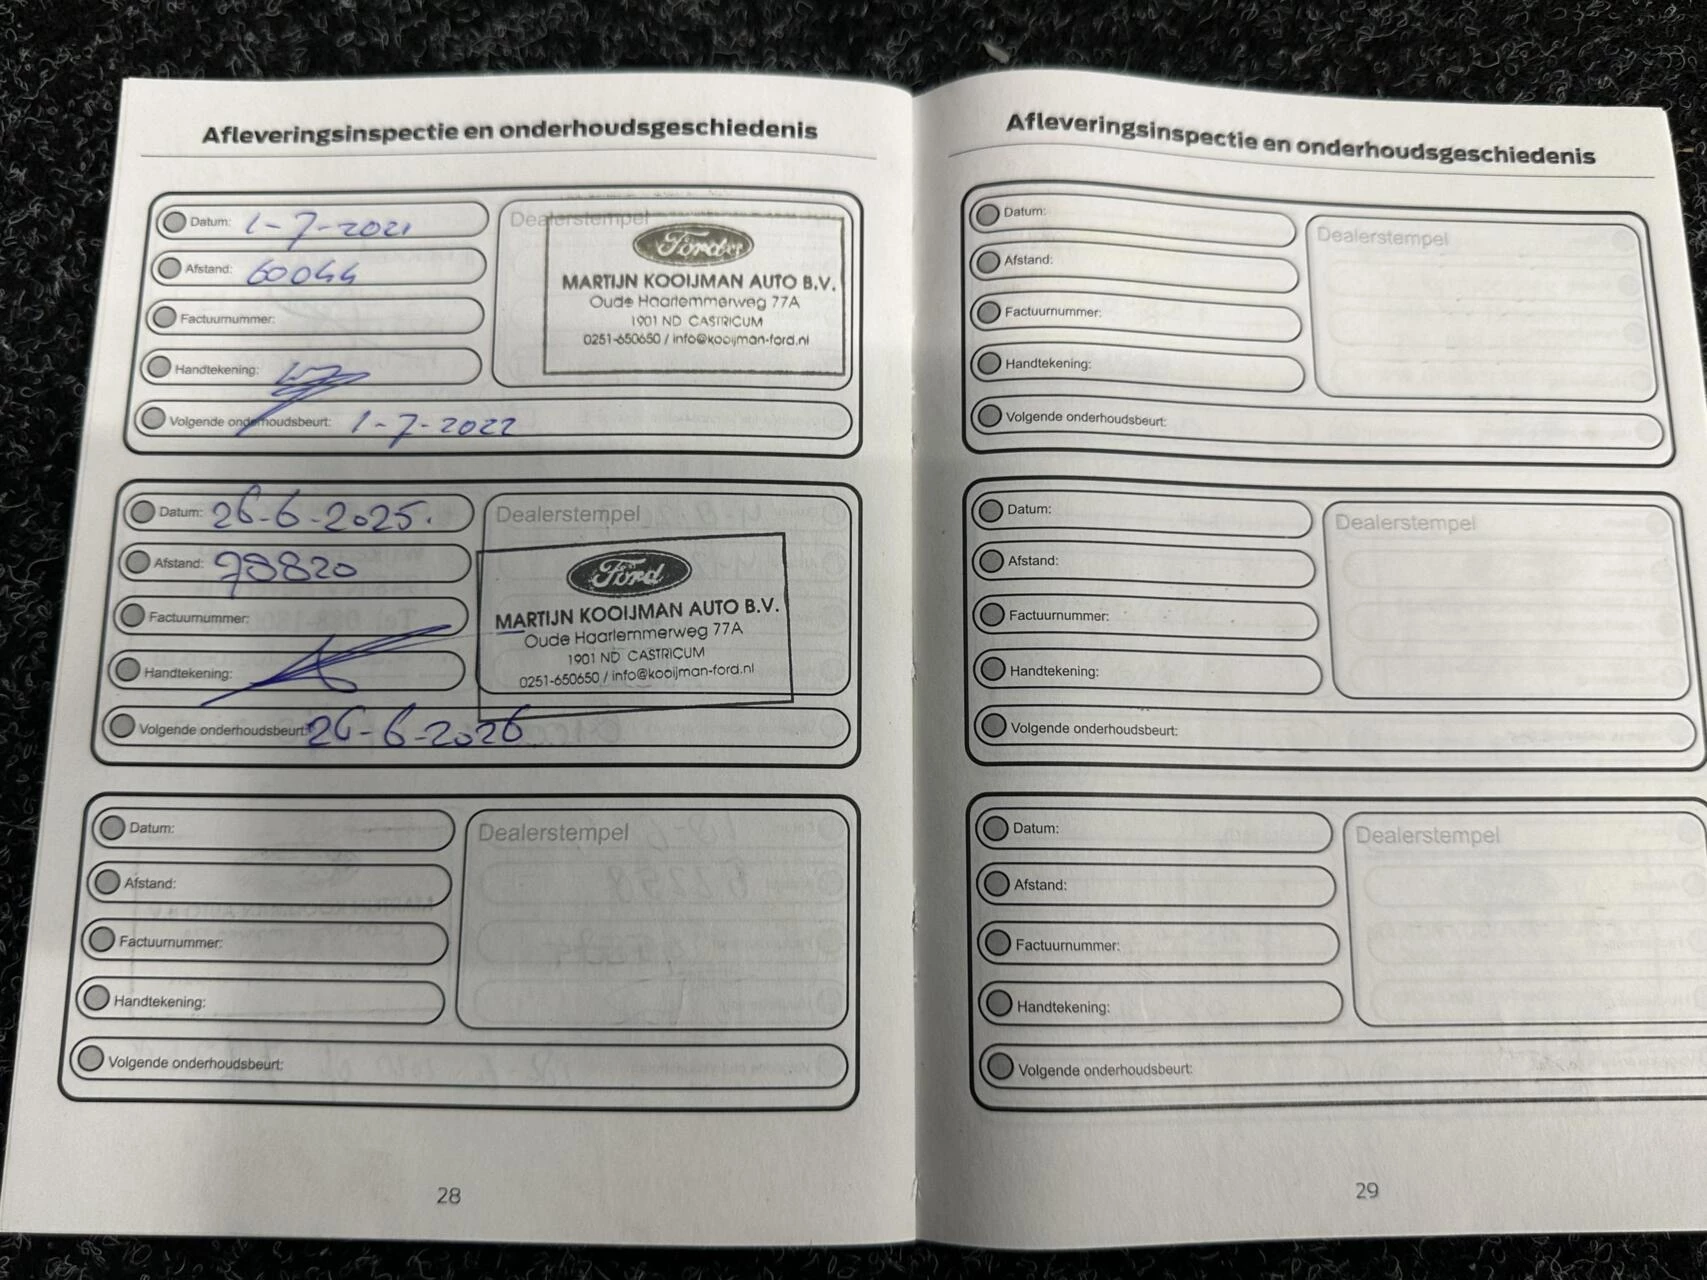 Afleveringsinspectie en onderhoudsgeschiedenis
Datum: 1-7-2021
Afstand: 60044
Factuurnummer:
Handtekening:
Volgende onderhoudsbeurt: 1-7-2022
Dealerstempel
Ford
MARTIJN KOOIJMAN AUTO B.V.
Oude Haarlemmerweg 77A
1901 ND CASTRICUM
0251-650650 / info@kooijman-ford.nl
Datum: 26-6-2025.
Afstand: 78820
Factuurnummer:
Handtekening:
Volgende onderhoudsbeurt: 26-6-2026
Dealerstempel
Ford
MARTIJN KOOIJMAN AUTO B.V.
Oude Haarlemmerweg 77A
1901 ND CASTRICUM
0251-650650 / info@kooijman-ford.nl
Datum:
Afstand:
Factuurnummer:
Handtekening:
Volgende onderhoudsbeurt:
Dealerstempel
28
Afleveringsinspectie en onderhoudsgeschiedenis
Datum:
Afstand:
Factuurnummer:
Handtekening:
Volgende onderhoudsbeurt:
Dealerstempel
Datum:
Afstand:
Factuurnummer:
Handtekening:
Volgende onderhoudsbeurt:
Dealerstempel
Datum:
Afstand:
Factuurnummer:
Handtekening:
Volgende onderhoudsbeurt:
Dealerstempel
29